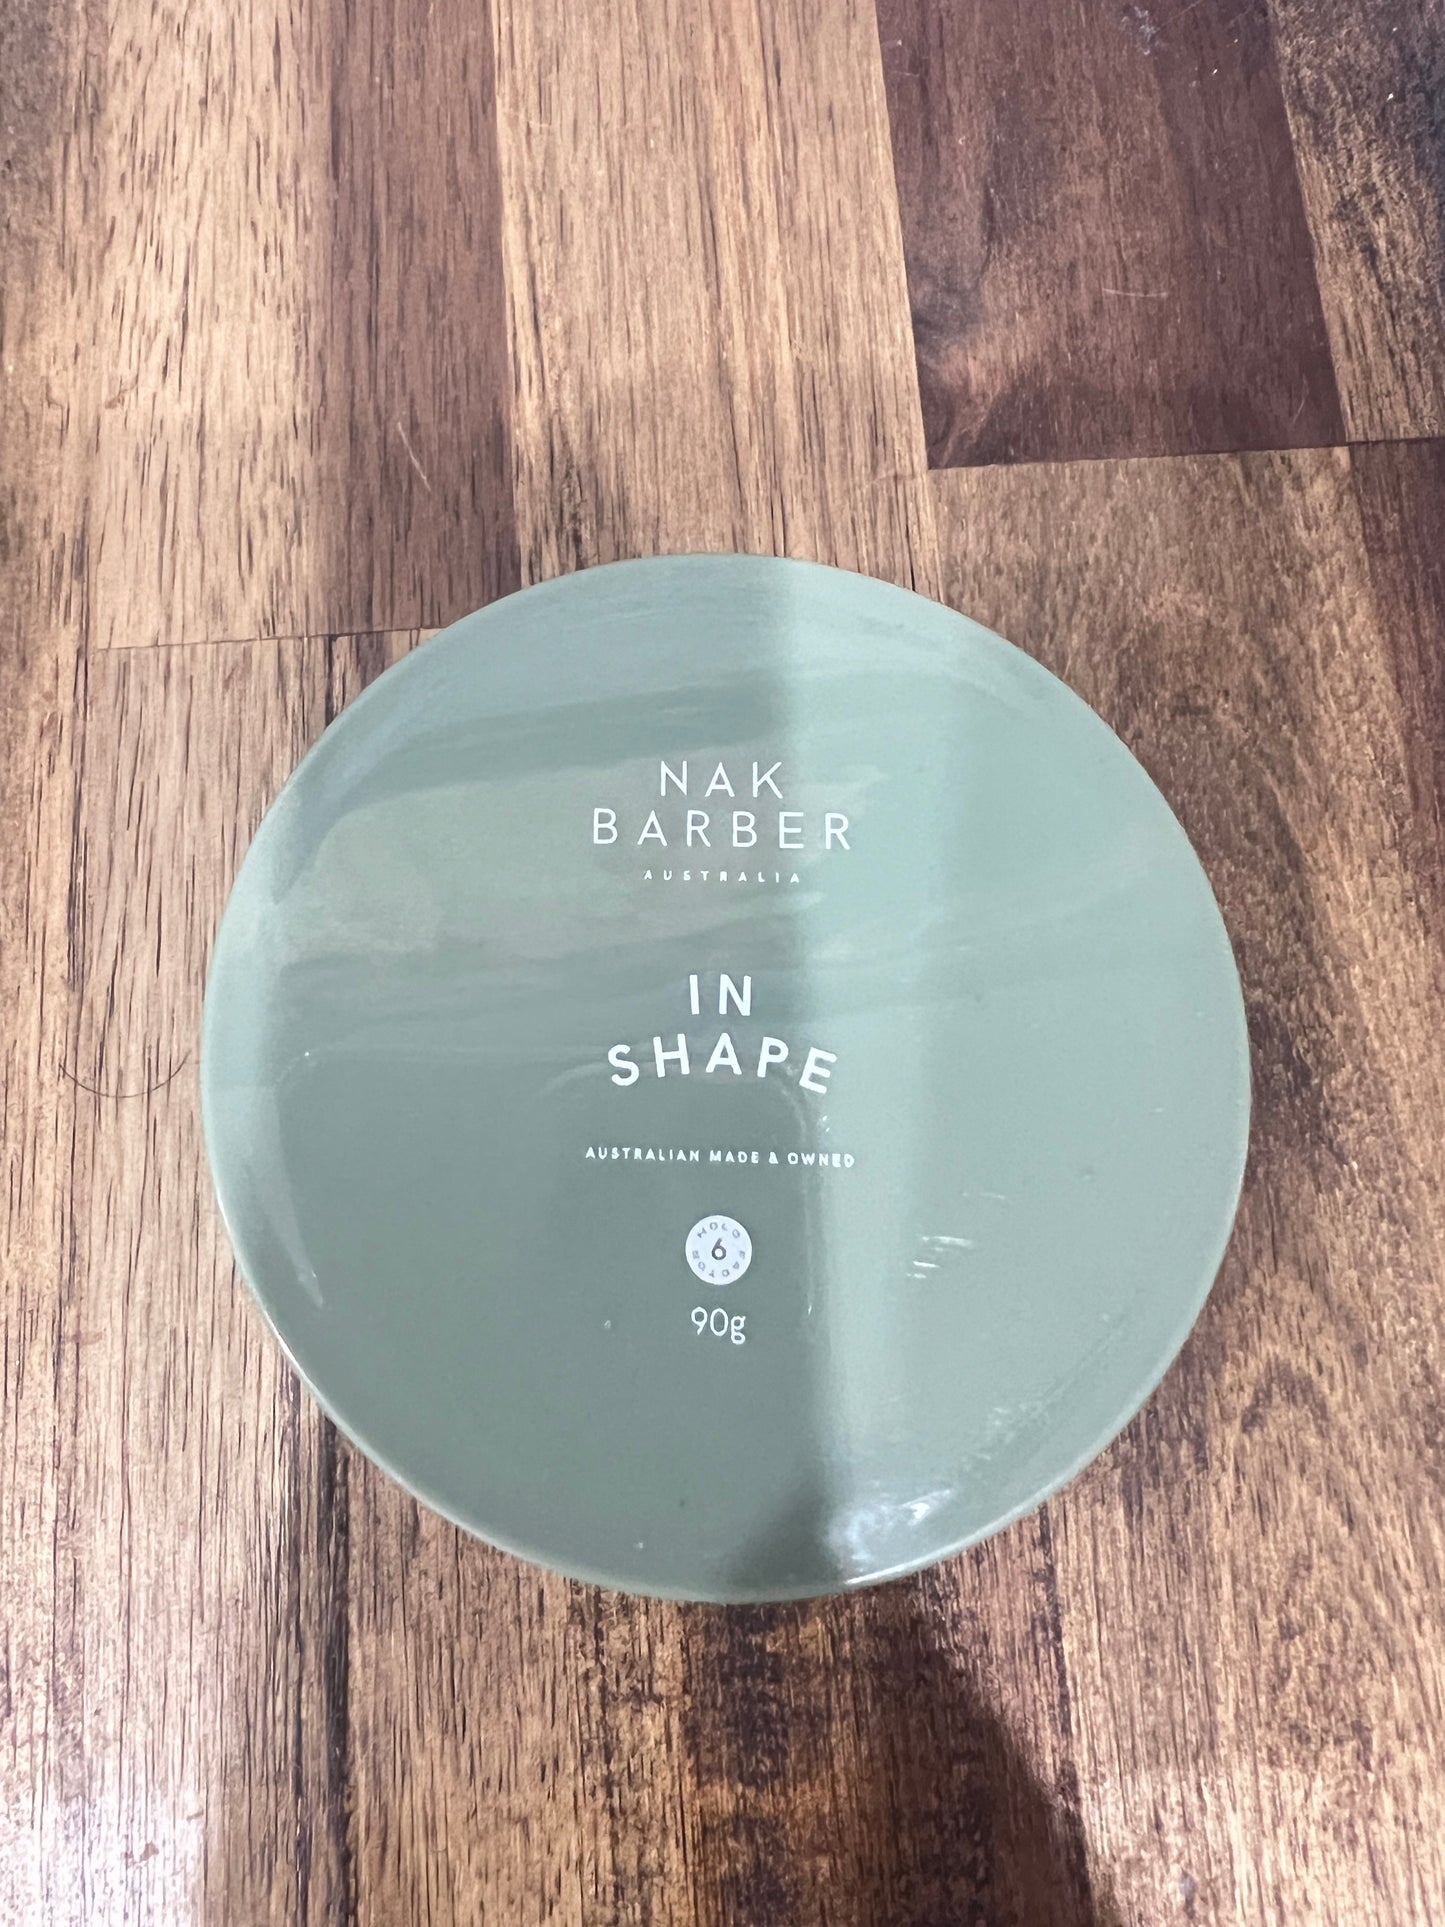 NAK
BARBER
AUSTRALIA
IN
SHAPE
AUSTRALIAN MADE & OWNED
HOLD FACTOR
6
90g